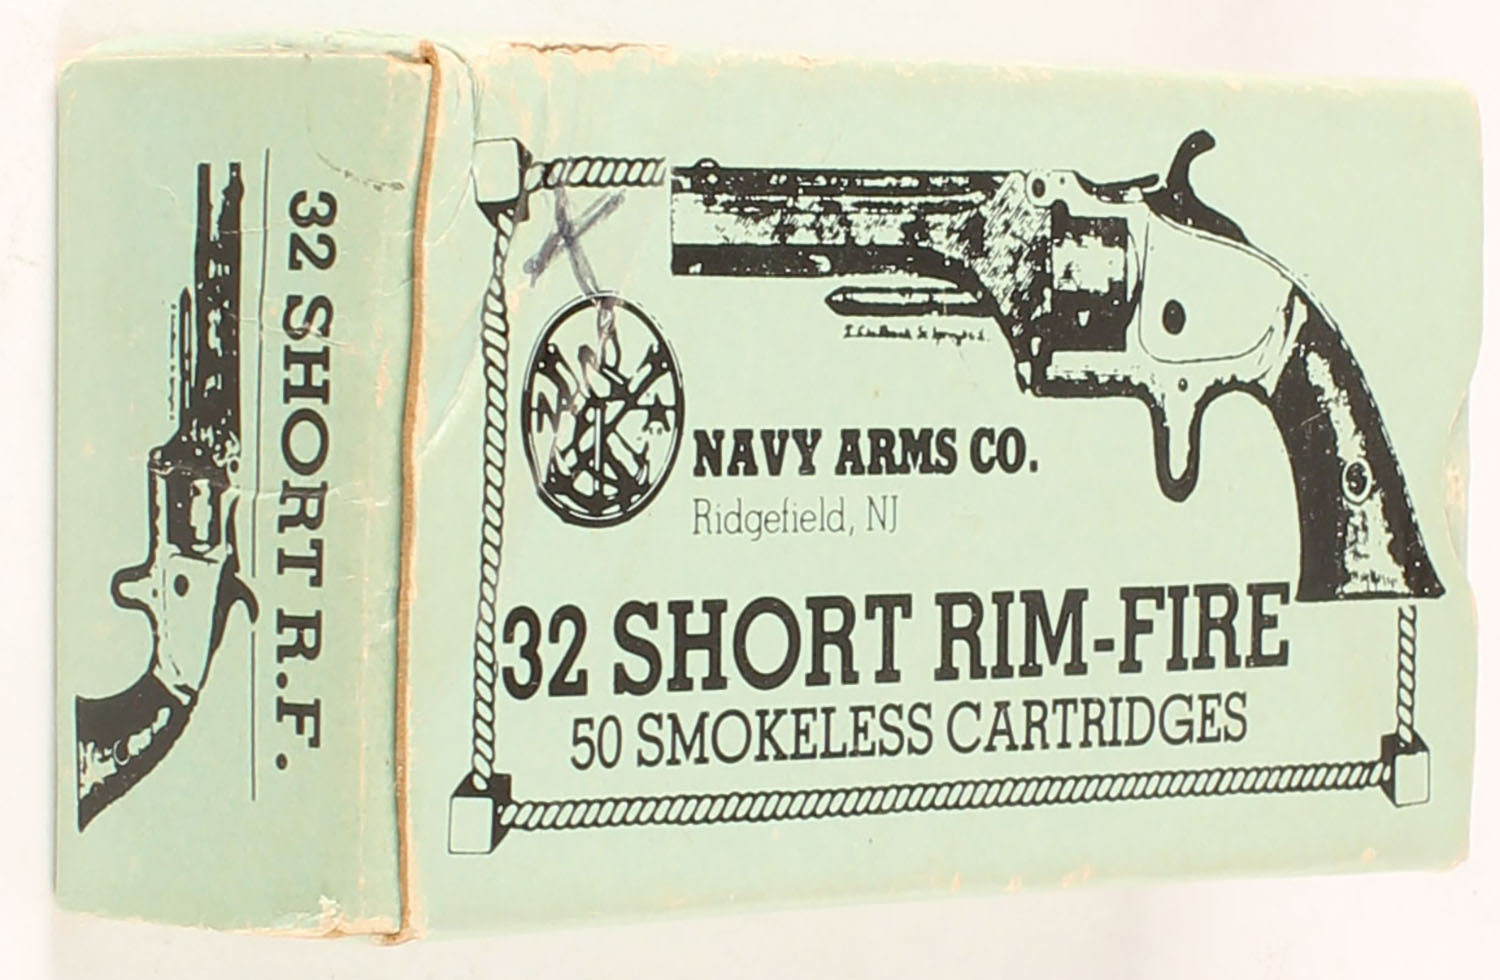 32 SHORT R.F.
NAVY ARMS CO.
Ridgefield, NJ
32 SHORT RIM-FIRE
50 SMOKELESS CARTRIDGES